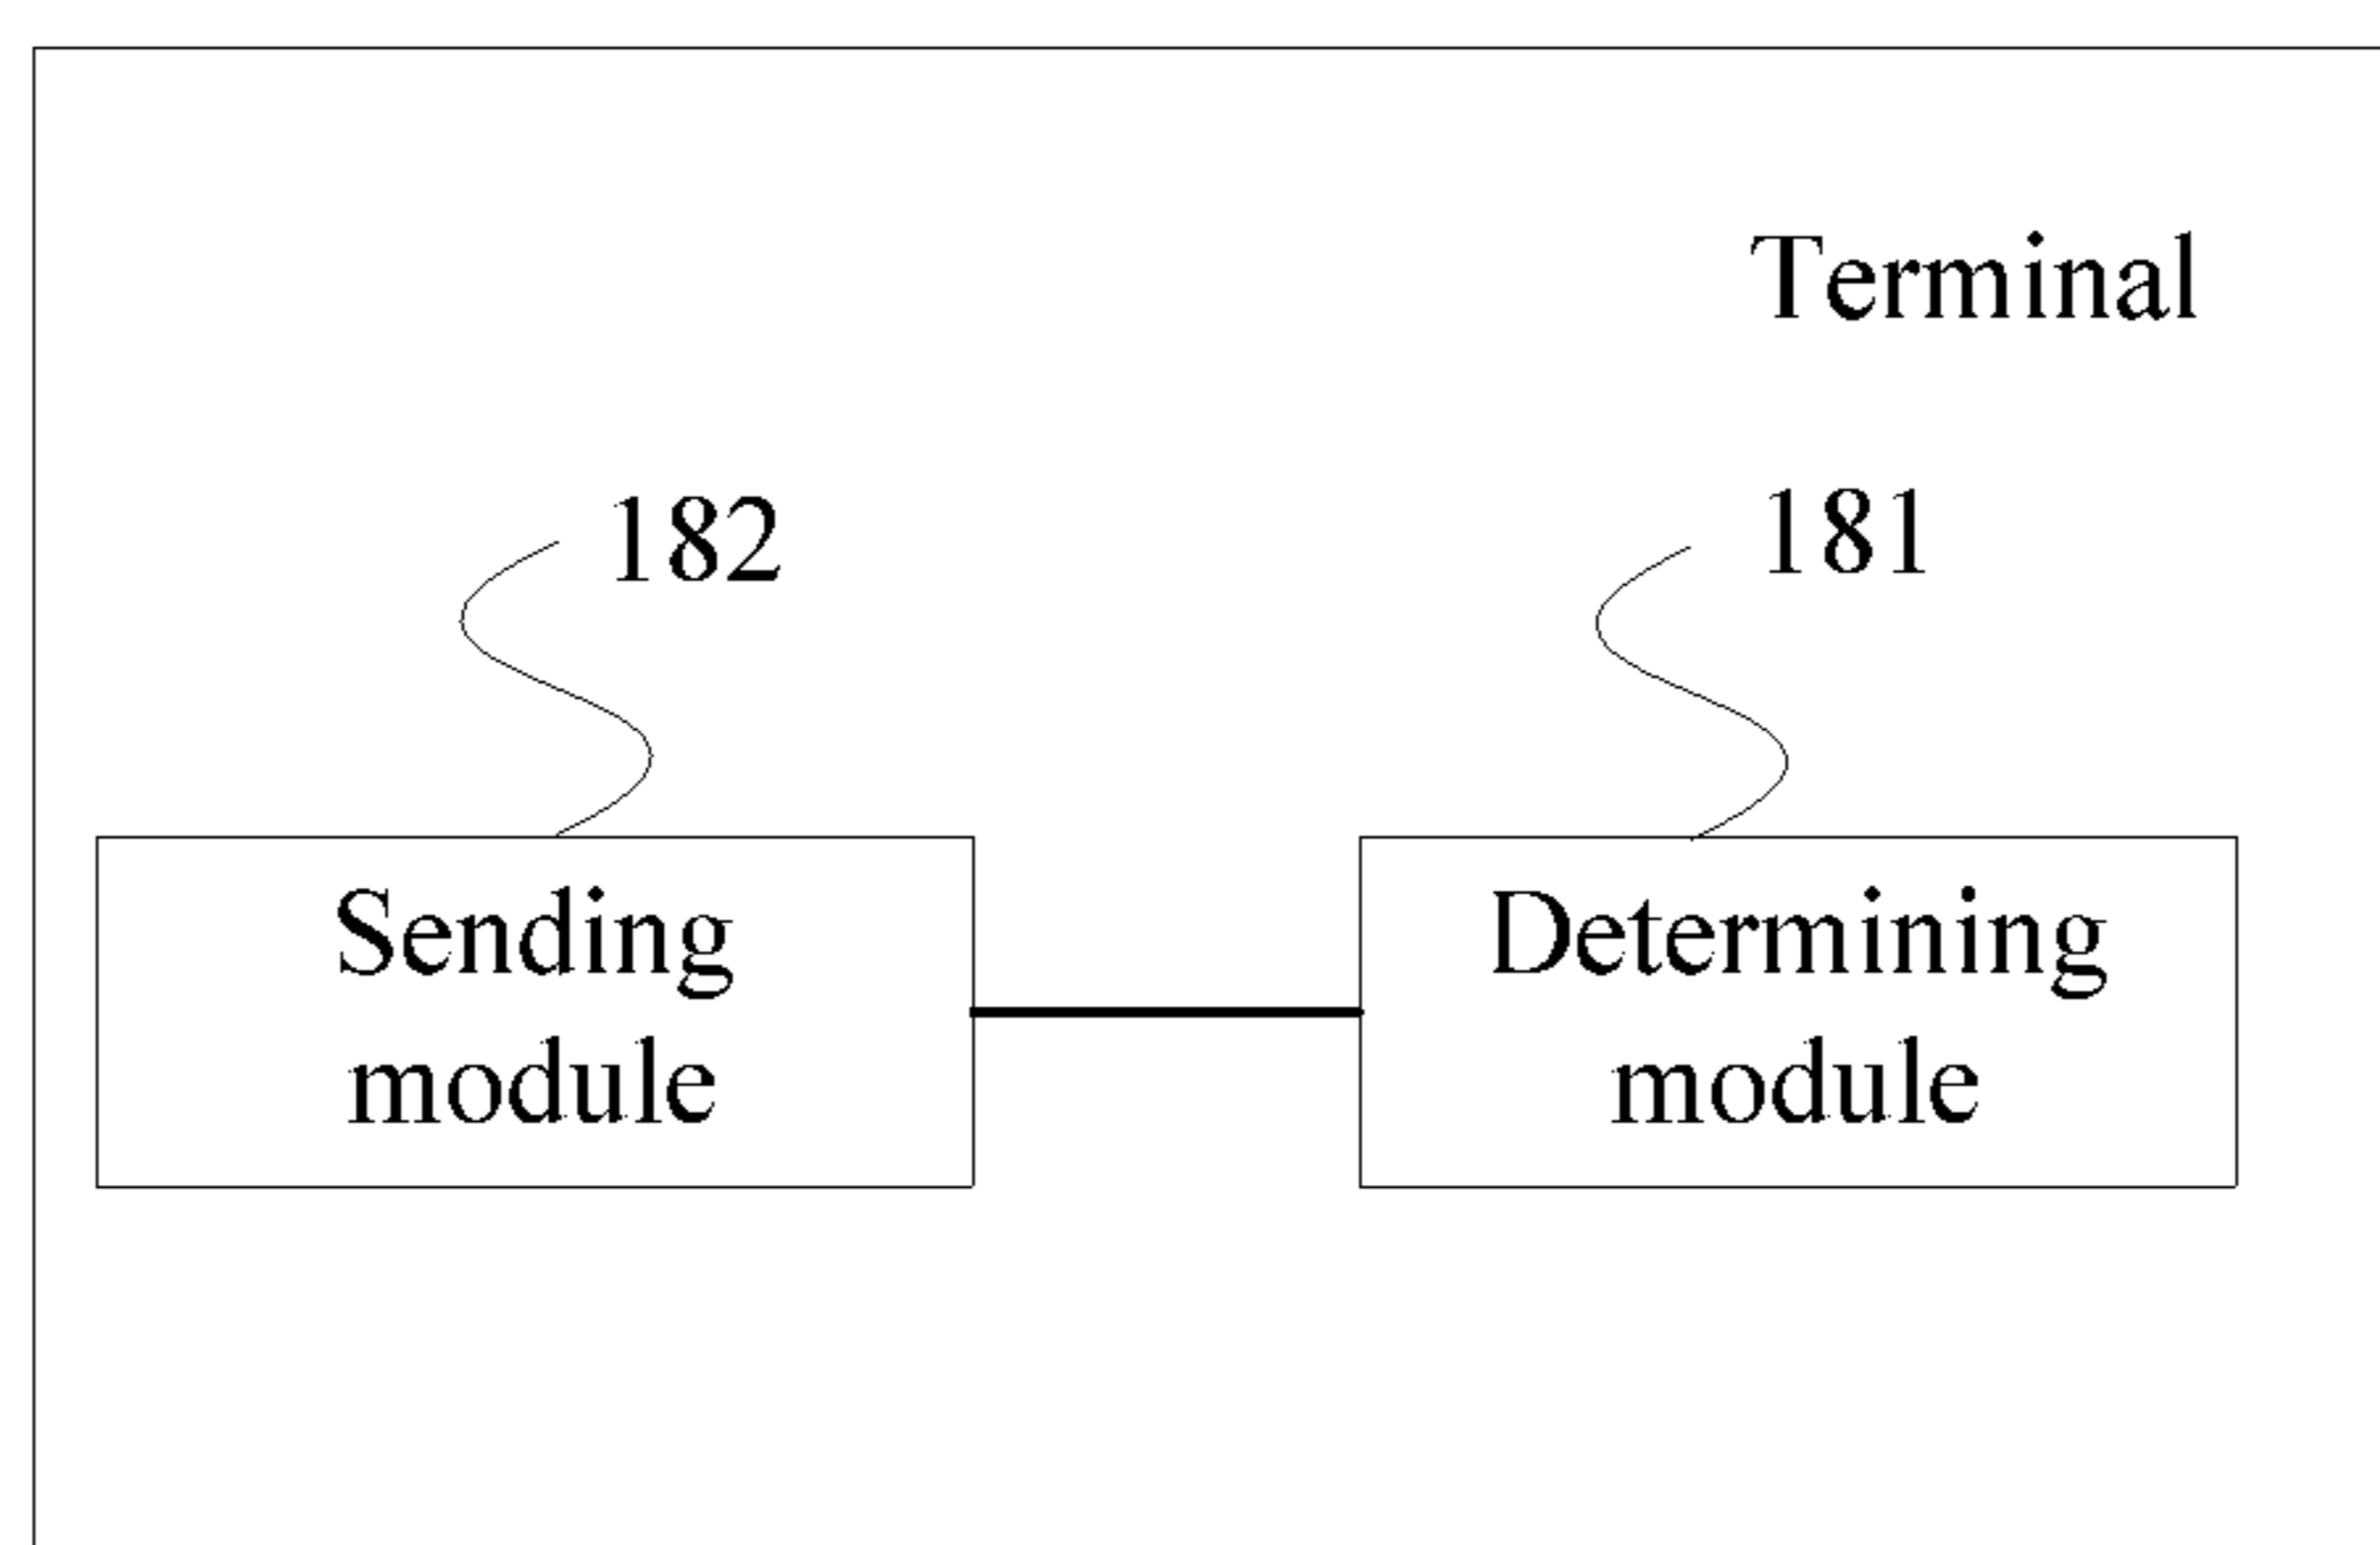 Terminal
182
181
Sending
module
Determining
module